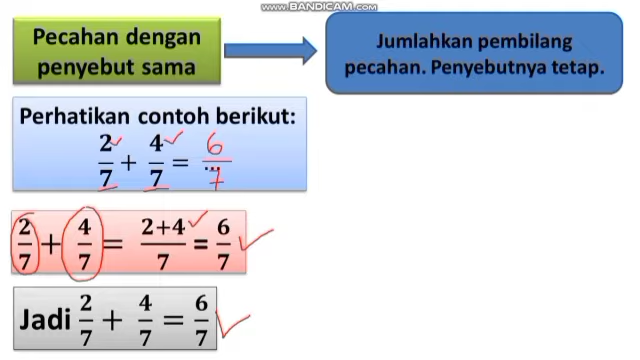 www.BANDICAM.com
Pecahan dengan
penyebut sama
Jumlahkan pembilang
pecahan. Penyebutnya tetap.
Perhatikan contoh berikut:
2/7 + 4/7 = ... 6/7
2/7 + 4/7 = 2+4/7 = 6/7
Jadi 2/7 + 4/7 = 6/7